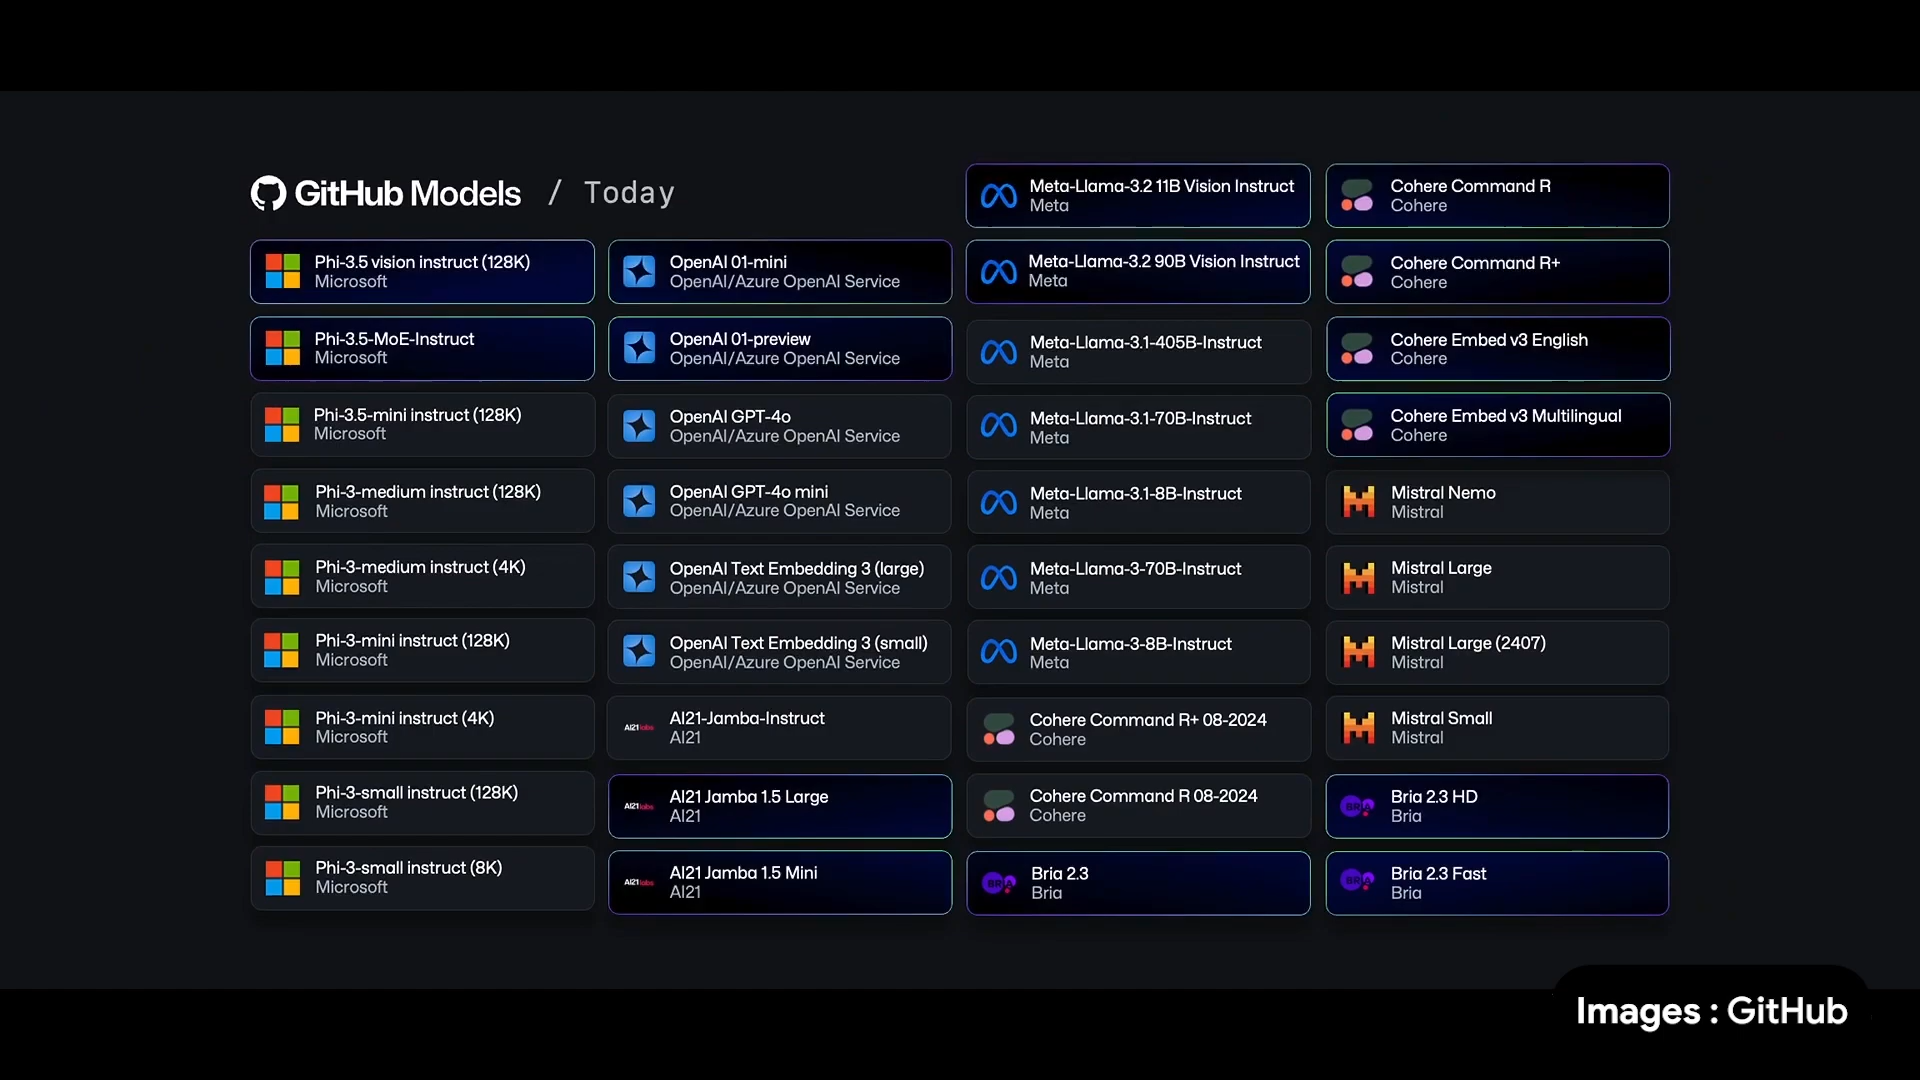 GitHub Models / Today
Phi-3.5 vision instruct (128K)
Microsoft
Phi-3.5-MoE-Instruct
Microsoft
Phi-3.5-mini instruct (128K)
Microsoft
Phi-3-medium instruct (128K)
Microsoft
Phi-3-medium instruct (4K)
Microsoft
Phi-3-mini instruct (128K)
Microsoft
Phi-3-mini instruct (4K)
Microsoft
Phi-3-small instruct (128K)
Microsoft
Phi-3-small instruct (8K)
Microsoft
OpenAI 01-mini
OpenAI/Azure OpenAI Service
OpenAI 01-preview
OpenAI/Azure OpenAI Service
OpenAI GPT-4o
OpenAI/Azure OpenAI Service
OpenAI GPT-4o mini
OpenAI/Azure OpenAI Service
OpenAI Text Embedding 3 (large)
OpenAI/Azure OpenAI Service
OpenAI Text Embedding 3 (small)
OpenAI/Azure OpenAI Service
AI21 labs
AI21-Jamba-Instruct
AI21
AI21 labs
AI21 Jamba 1.5 Large
AI21
AI21 labs
AI21 Jamba 1.5 Mini
AI21
Meta-Llama-3.2 11B Vision Instruct
Meta
Meta-Llama-3.2 90B Vision Instruct
Meta
Meta-Llama-3.1-405B-Instruct
Meta
Meta-Llama-3.1-70B-Instruct
Meta
Meta-Llama-3.1-8B-Instruct
Meta
Meta-Llama-3-70B-Instruct
Meta
Meta-Llama-3-8B-Instruct
Meta
Cohere Command R+ 08-2024
Cohere
Cohere Command R 08-2024
Cohere
BRIA
Bria 2.3
Bria
Cohere Command R
Cohere
Cohere Command R+
Cohere
Cohere Embed v3 English
Cohere
Cohere Embed v3 Multilingual
Cohere
Mistral Nemo
Mistral
Mistral Large
Mistral
Mistral Large (2407)
Mistral
Mistral Small
Mistral
BRIA
Bria 2.3 HD
Bria
BRIA
Bria 2.3 Fast
Bria
Images : GitHub